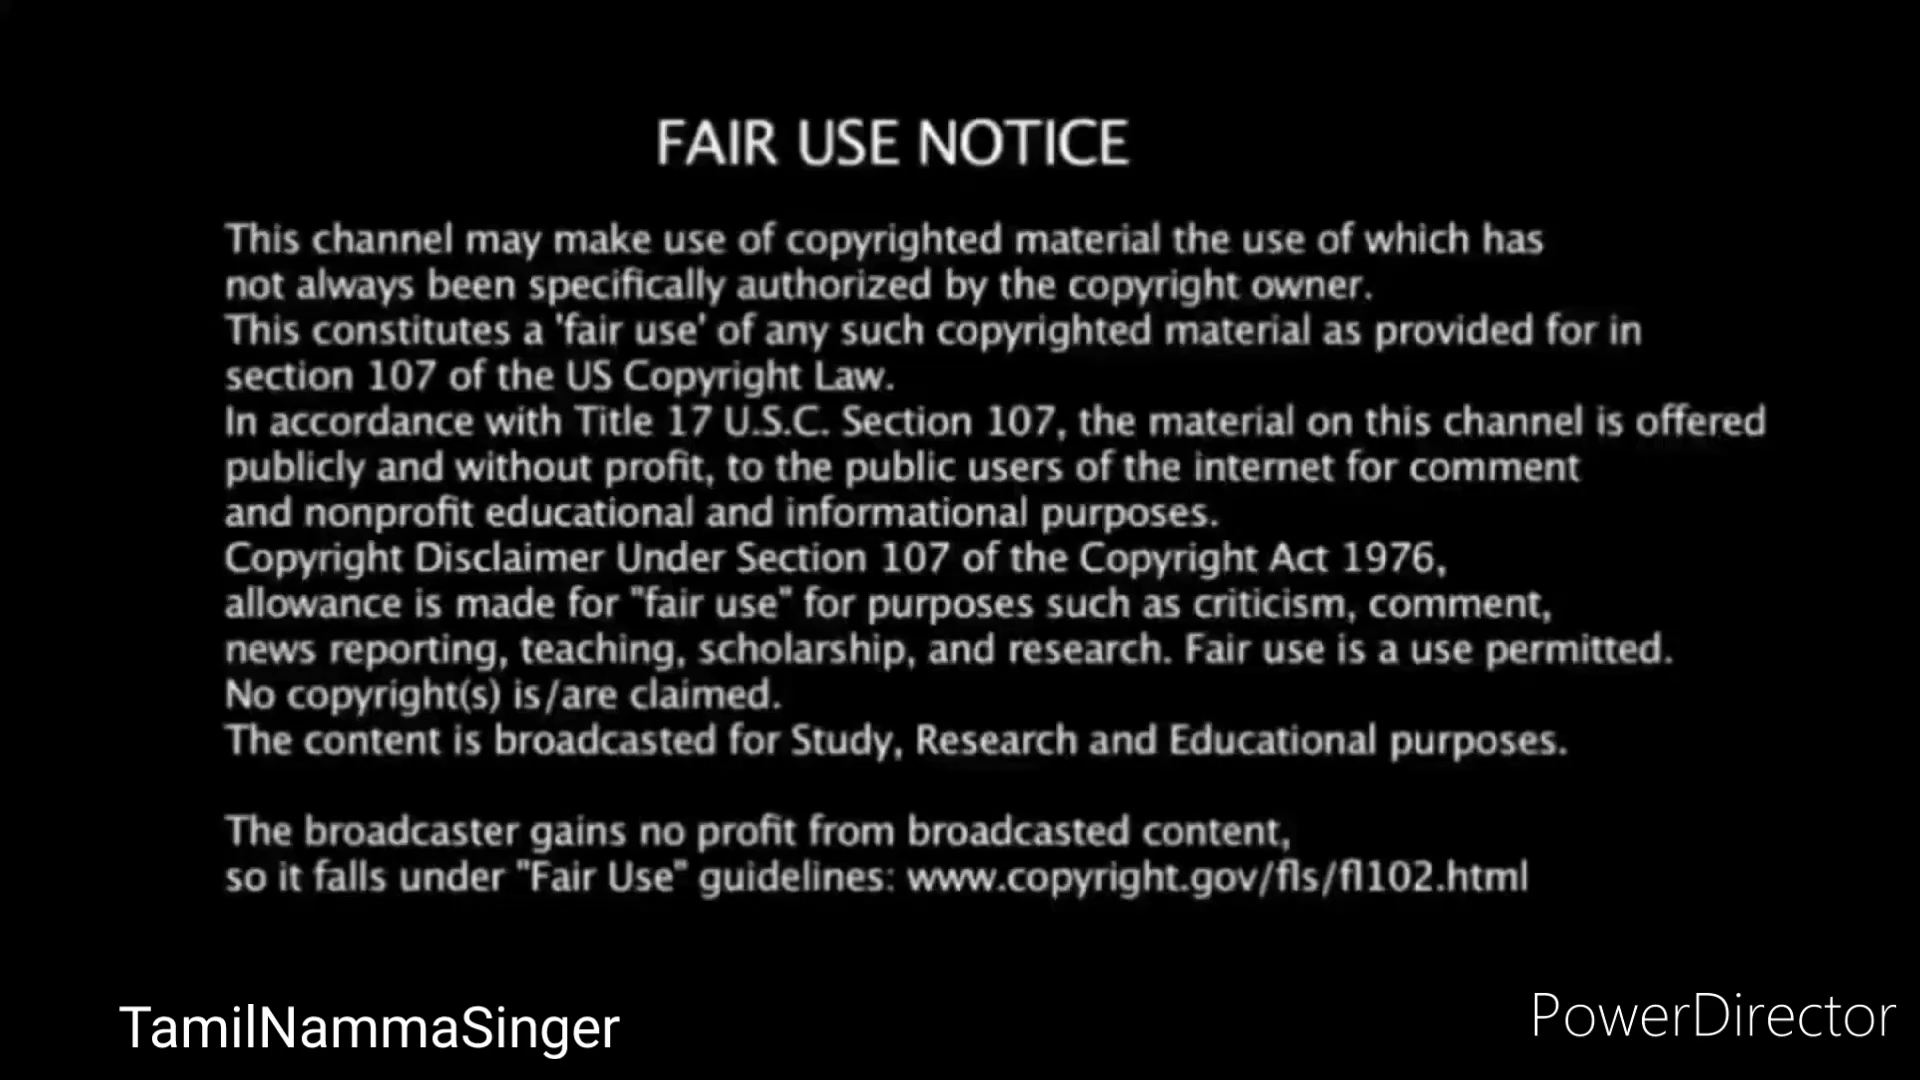 FAIR USE NOTICE
This channel may make use of copyrighted material the use of which has
not always been specifically authorized by the copyright owner.
This constitutes a 'fair use' of any such copyrighted material as provided for in
section 107 of the US Copyright Law.
In accordance with Title 17 U.S.C. Section 107, the material on this channel is offered
publicly and without profit, to the public users of the internet for comment
and nonprofit educational and informational purposes.
Copyright Disclaimer Under Section 107 of the Copyright Act 1976,
allowance is made for "fair use" for purposes such as criticism, comment,
news reporting, teaching, scholarship, and research. Fair use is a use permitted.
No copyright(s) is/are claimed.
The content is broadcasted for Study, Research and Educational purposes.
The broadcaster gains no profit from broadcasted content,
so it falls under "Fair Use" guidelines: www.copyright.gov/fls/fl102.html
TamilNammaSinger
PowerDirector